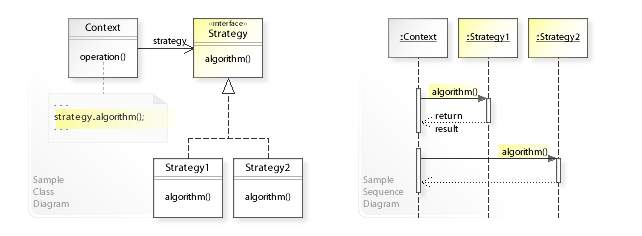 Context
operation()
strategy
«interface»
Strategy
algorithm()
. . .
strategy.algorithm();
. . .
Strategy1
algorithm()
Strategy2
algorithm()
Sample
Class
Diagram
:Context
:Strategy1
:Strategy2
algorithm()
return
result
algorithm()
Sample
Sequence
Diagram